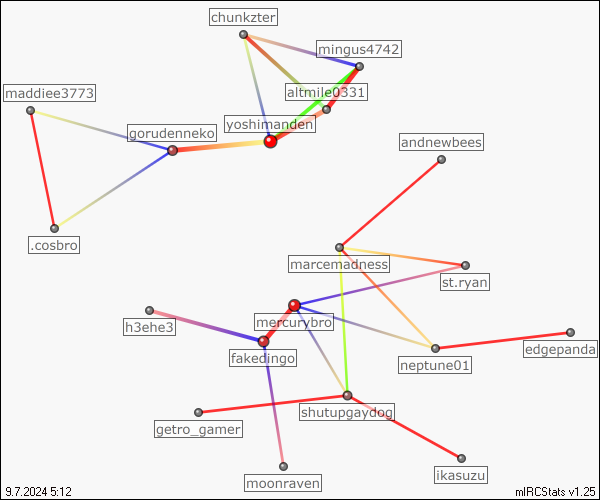 chunkzter
mingus4742
maddiee3773
altmile0331
yoshimanden
gorudenneko
andnewbees
.cosbro
marcemadness
st.ryan
h3ehe3
mercurybro
edgepanda
fakedingo
neptune01
shutupgaydog
getro_gamer
ikasuzu
moonraven
9.7.2024 5:12
mIRCStats v1.25